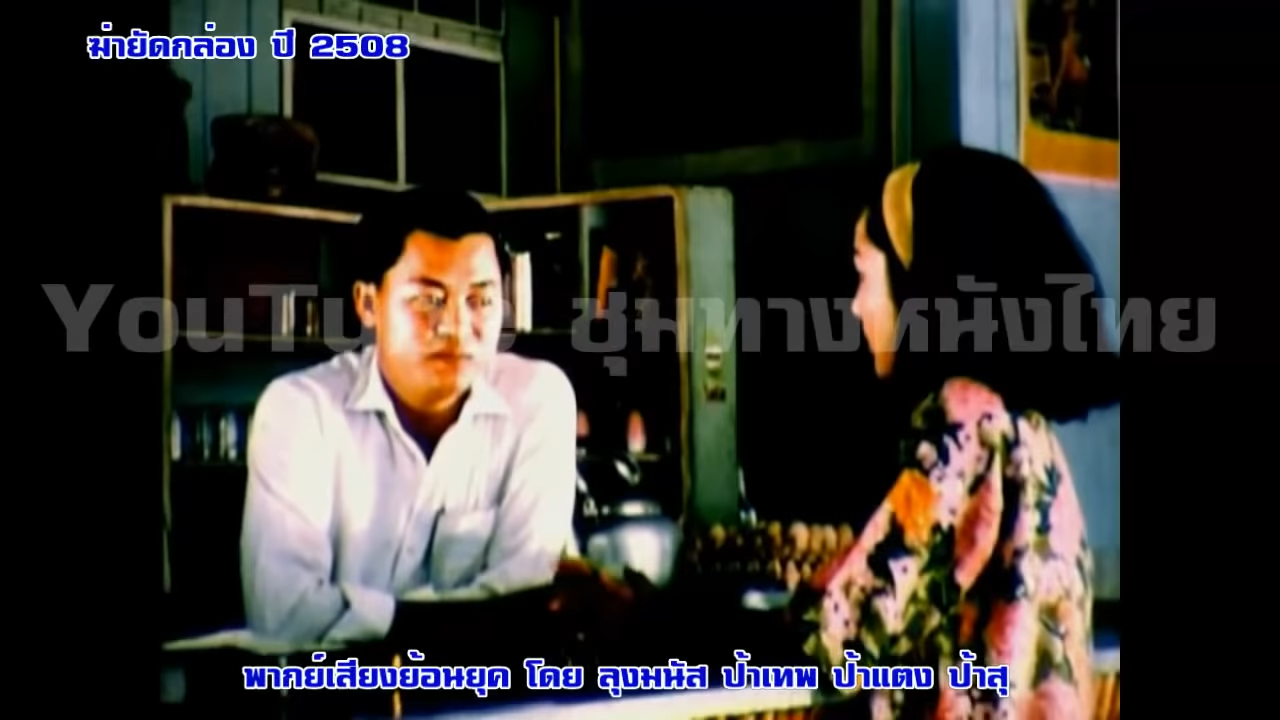 ฆ่ายัดกล่อง ปี 2508
YouTube ชุมทางหนังไทย
พากย์เสียงย้อนยุค โดย ลุงมนัส ป้าเทพ ป้าแตง ป้าสุ